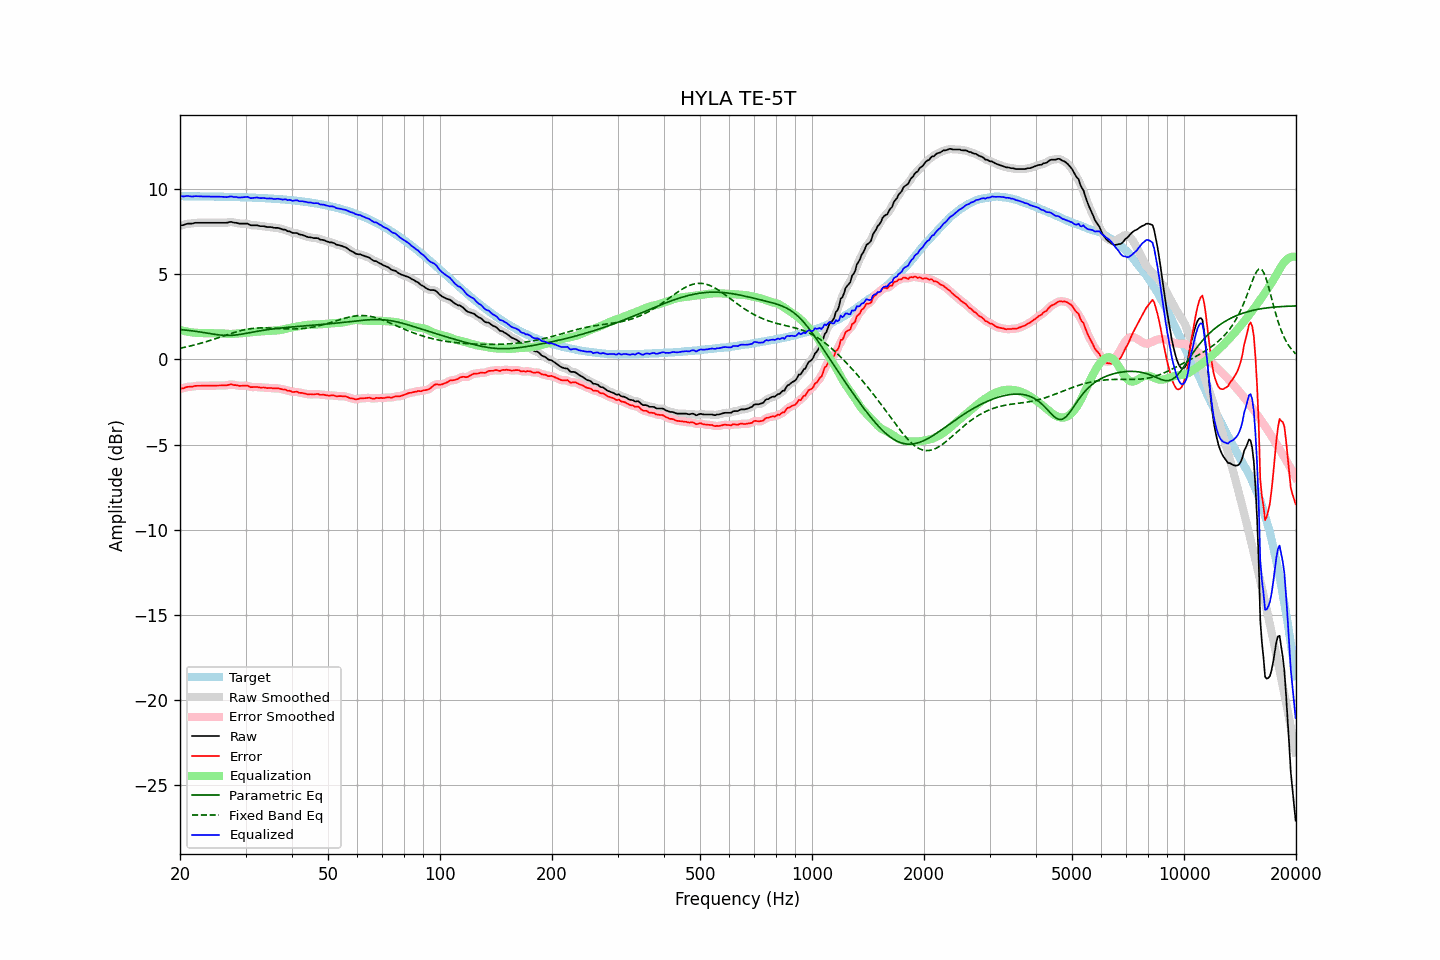 HYLA TE-5T
Amplitude (dBr)
10
5
0
−5
−10
−15
−20
−25
Target
Raw Smoothed
Error Smoothed
Raw
Error
Equalization
Parametric Eq
Fixed Band Eq
Equalized
20 50 100 200 500 1000 2000 5000 10000 20000
Frequency (Hz)